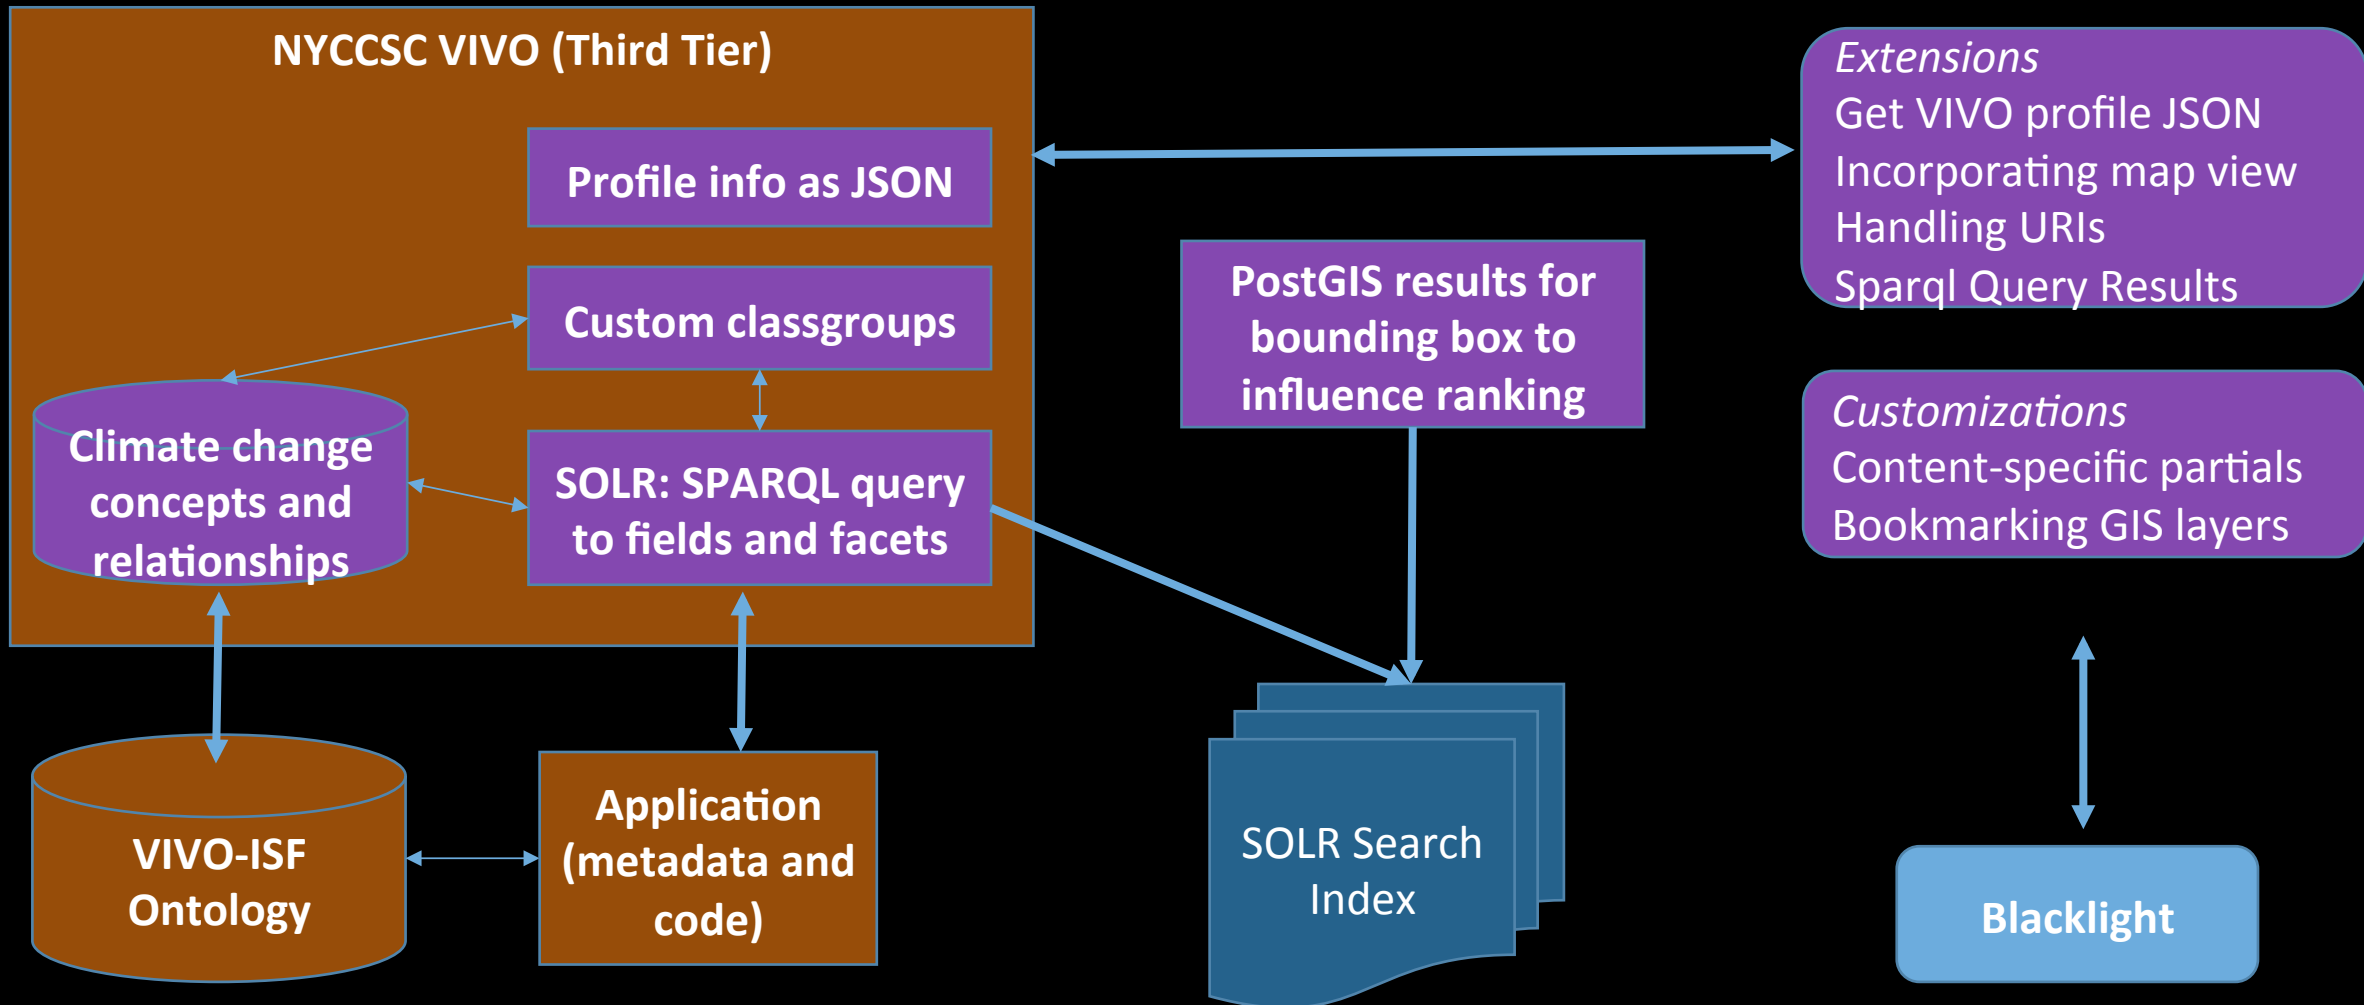 NYCCSC VIVO (Third Tier)
Profile info as JSON
Custom classgroups
Climate change
concepts and
relationships
SOLR: SPARQL query
to fields and facets
VIVO-ISF
Ontology
Application
(metadata and
code)
PostGIS results for
bounding box to
influence ranking
SOLR Search
Index
Extensions
Get VIVO profile JSON
Incorporating map view
Handling URIs
Sparql Query Results
Customizations
Content-specific partials
Bookmarking GIS layers
Blacklight